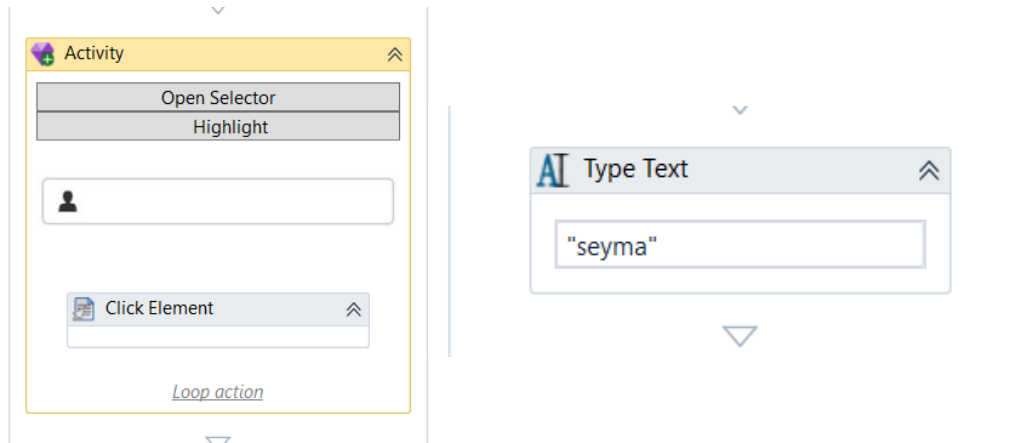 Activity
Open Selector
Highlight
Click Element
Loop action
Type Text
"seyma"